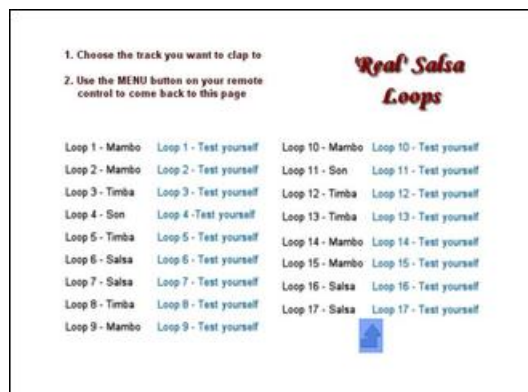 1. Choose the track you want to clap to
2. Use the MENU button on your remote
control to come back to this page
'Real' Salsa
Loops
Loop 1 - Mambo Loop 1 - Test yourself
Loop 2 - Mambo Loop 2 - Test yourself
Loop 3 - Timba Loop 3 - Test yourself
Loop 4 - Son Loop 4 -Test yourself
Loop 5 - Timba Loop 5 - Test yourself
Loop 6 - Salsa Loop 6 - Test yourself
Loop 7 - Salsa Loop 7 - Test yourself
Loop 8 - Timba Loop 8 - Test yourself
Loop 9 - Mambo Loop 9 - Test yourself
Loop 10 - Mambo Loop 10 - Test yourself
Loop 11 - Son Loop 11 - Test yourself
Loop 12 - Timba Loop 12 - Test yourself
Loop 13 - Timba Loop 13 - Test yourself
Loop 14 - Mambo Loop 14 - Test yourself
Loop 15 - Mambo Loop 15 - Test yourself
Loop 16 - Salsa Loop 16 - Test yourself
Loop 17 - Salsa Loop 17 - Test yourself